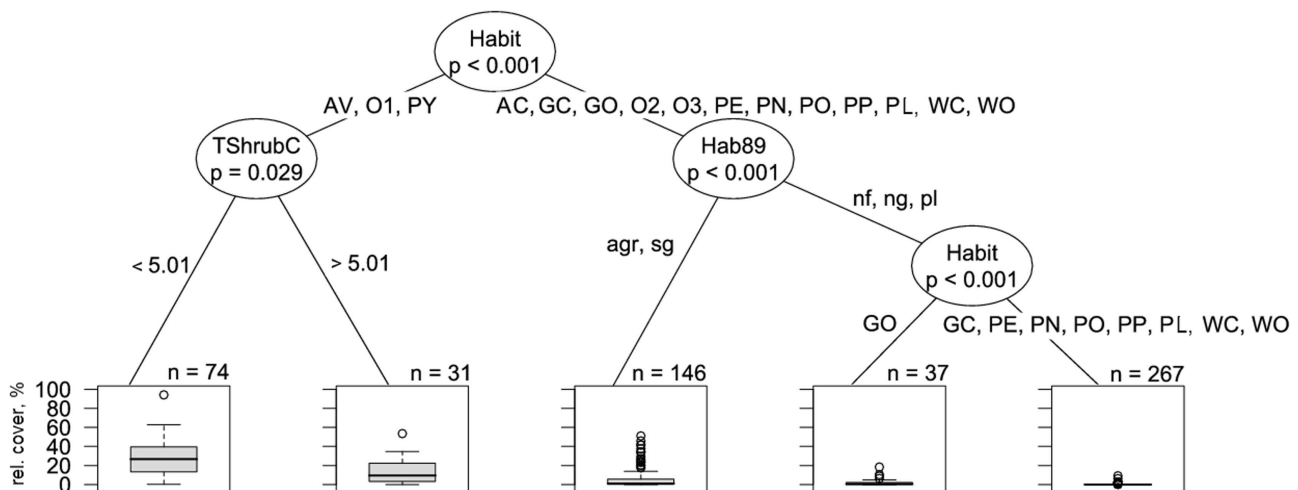 Habit
p < 0.001
AV, O1, PY
AC, GC, GO, O2, O3, PE, PN, PO, PP, PL, WC, WO
TShrubC
p = 0.029
Hab89
p < 0.001
nf, ng, pl
agr, sg
< 5.01
> 5.01
Habit
p < 0.001
GO
GC, PE, PN, PO, PP, PL, WC, WO
n = 74
n = 31
n = 146
n = 37
n = 267
rel. cover, %
100
80
60
40
20
0